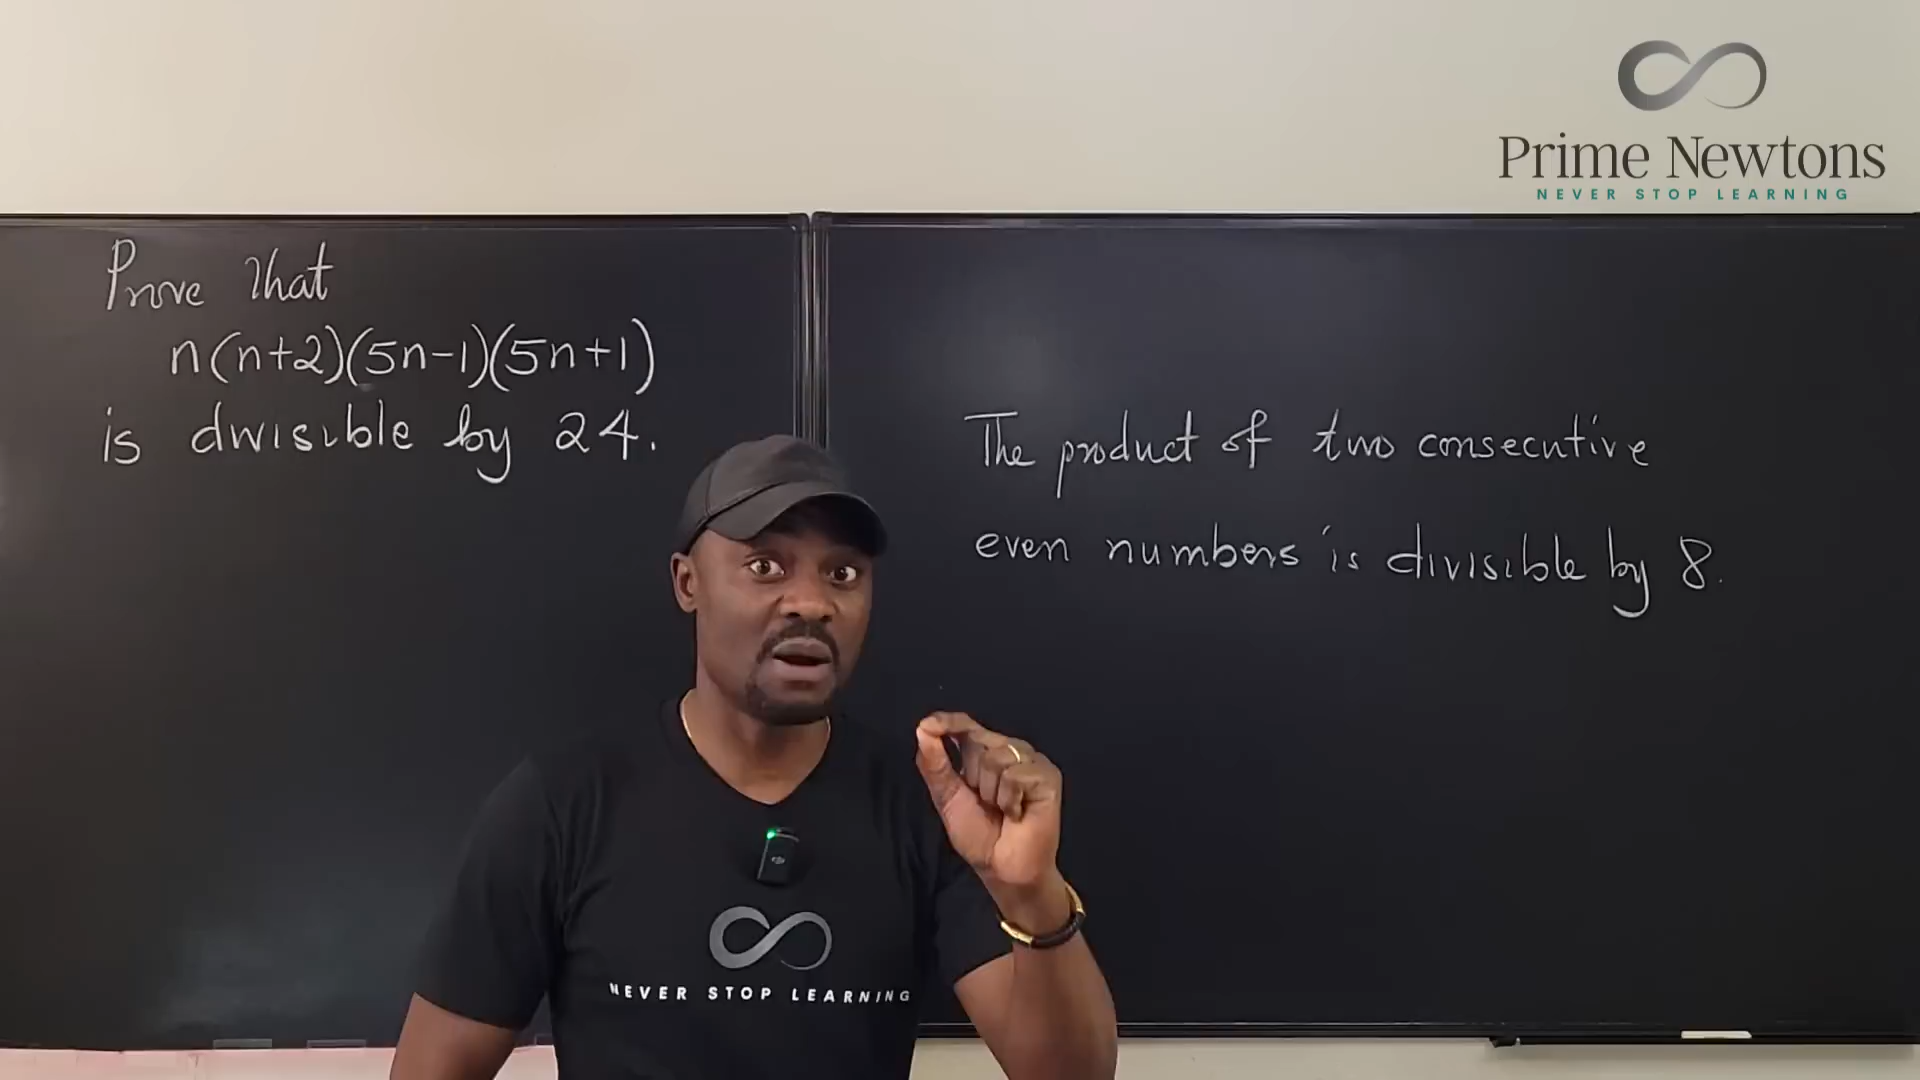 Prime Newtons
NEVER STOP LEARNING
Prove that
n(n+2)(5n-1)(5n+1)
is divisible by 24.
The product of two consecutive
even numbers is divisible by 8.
NEVER STOP LEARNING